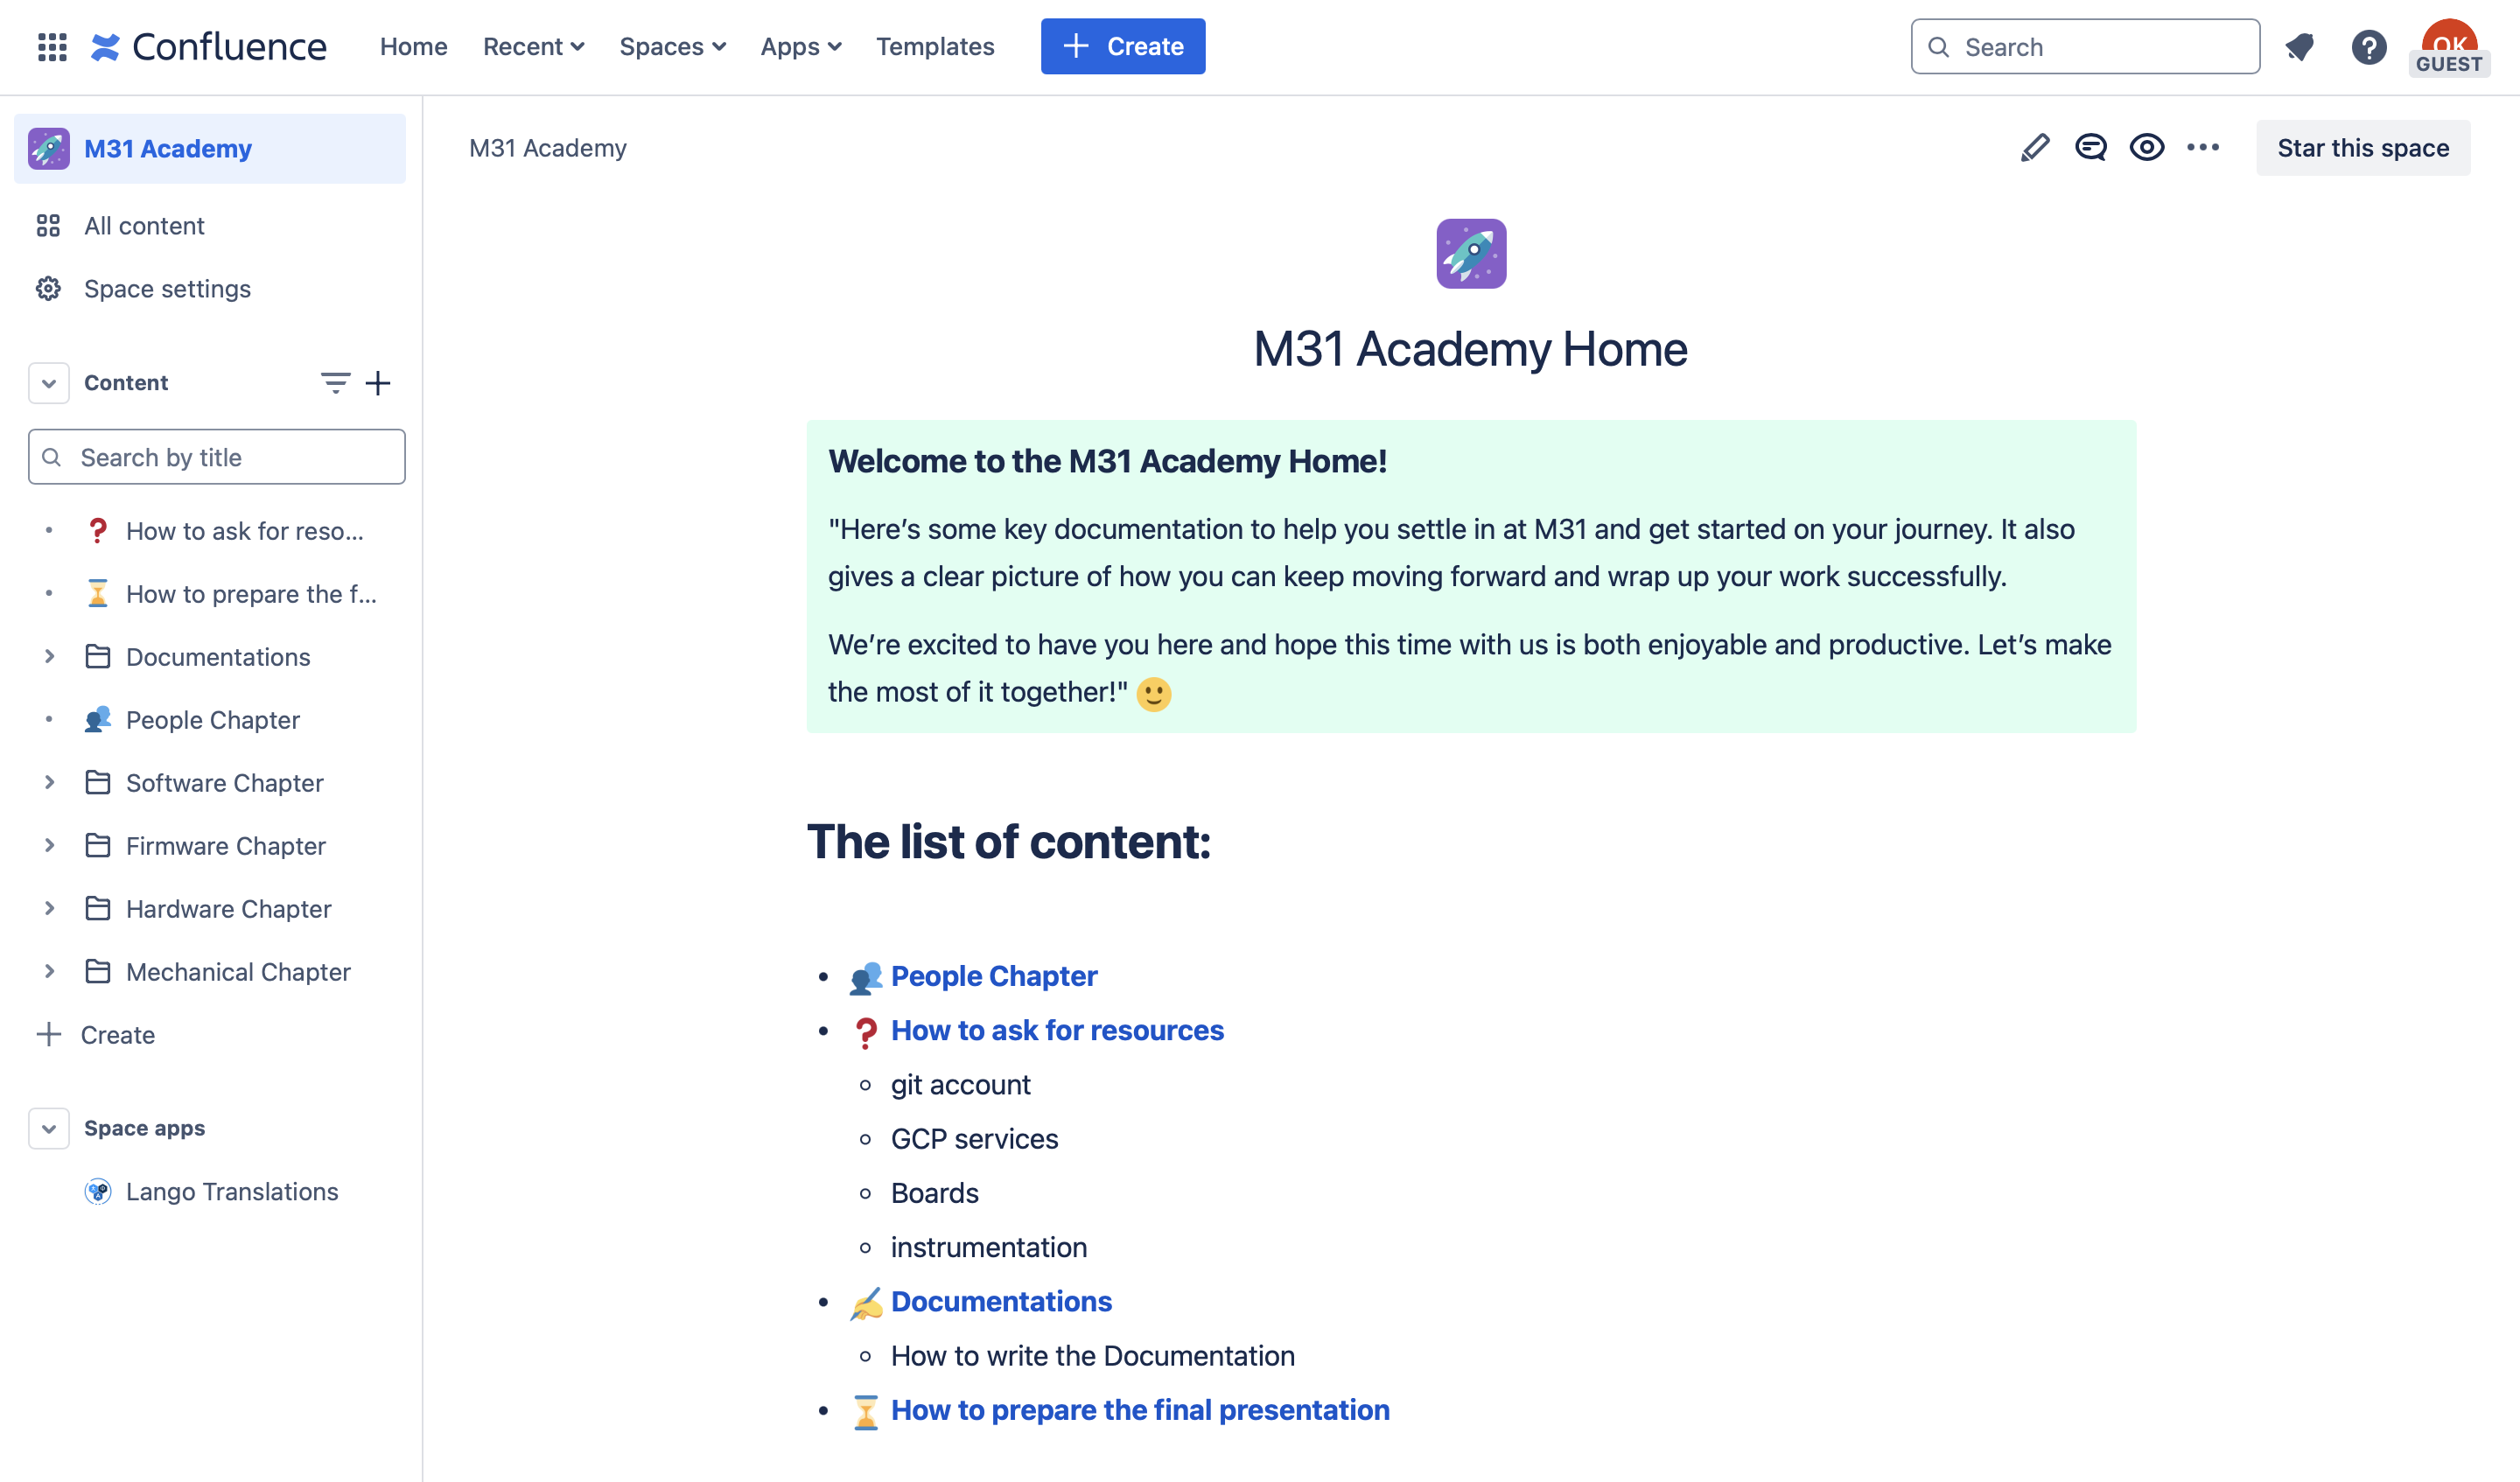 Confluence Home Recent Spaces Apps Templates Create Search OK GUEST
M31 Academy
All content
Space settings
Content
Search by title
How to ask for reso...
How to prepare the f...
Documentations
People Chapter
Software Chapter
Firmware Chapter
Hardware Chapter
Mechanical Chapter
Create
Space apps
Lango Translations
M31 Academy
Star this space
M31 Academy Home
Welcome to the M31 Academy Home!
"Here’s some key documentation to help you settle in at M31 and get started on your journey. It also
gives a clear picture of how you can keep moving forward and wrap up your work successfully.
We’re excited to have you here and hope this time with us is both enjoyable and productive. Let’s make
the most of it together!" 🙂
The list of content:
• 👥 People Chapter
• ❓ How to ask for resources
◦ git account
◦ GCP services
◦ Boards
◦ instrumentation
• ✍️ Documentations
◦ How to write the Documentation
• ⏳ How to prepare the final presentation